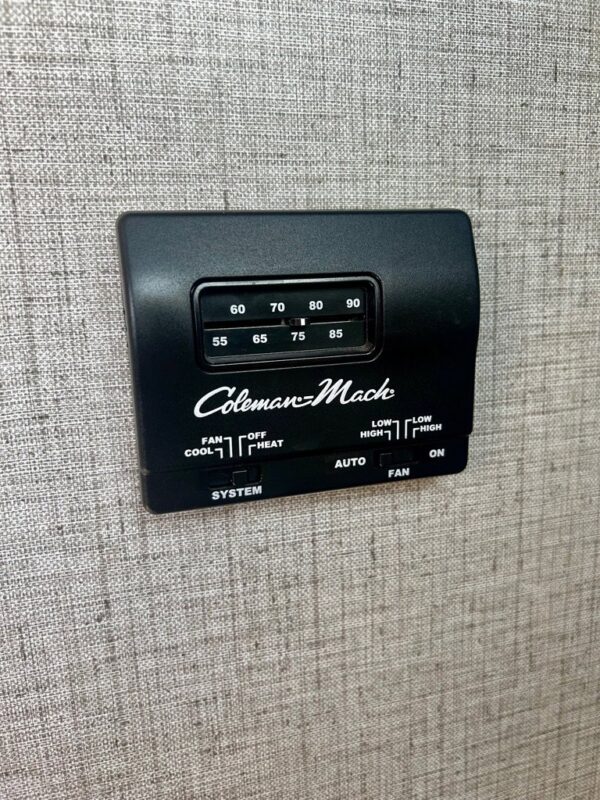 60 70 80 90
55 65 75 85
Coleman-Mach
FAN OFF
COOL HEAT
LOW LOW
HIGH HIGH
SYSTEM
AUTO ON
FAN